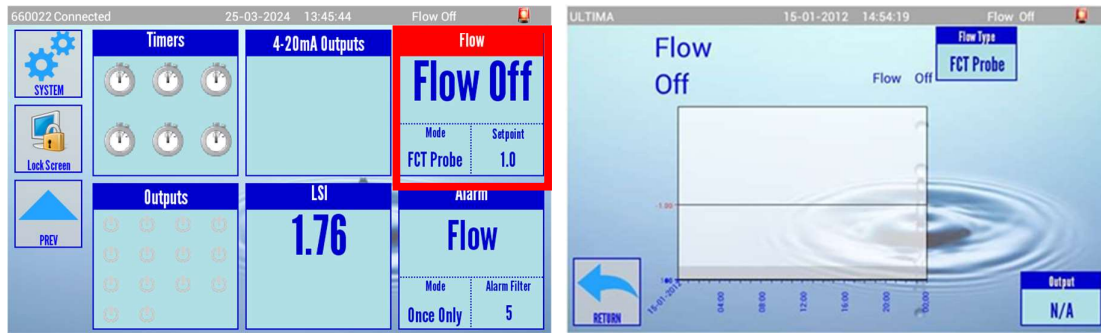 660022 Connected 25-03-2024 13:45:44 Flow Off
SYSTEM
Lock Screen
PREV
Timers
4-20mA Outputs
Flow
Flow Off
Mode
Setpoint
FCT Probe
1.0
Outputs
LSI
1.76
Alarm
Flow
Mode
Alarm Filter
Once Only
5
ULTIMA 15-01-2012 14:54:19 Flow Off
Flow
Off
Flow Off
Flow Type
FCT Probe
-1.00
15-01-2012
04:00
08:00
12:00
16:00
20:00
00:00
RETURN
Output
N/A